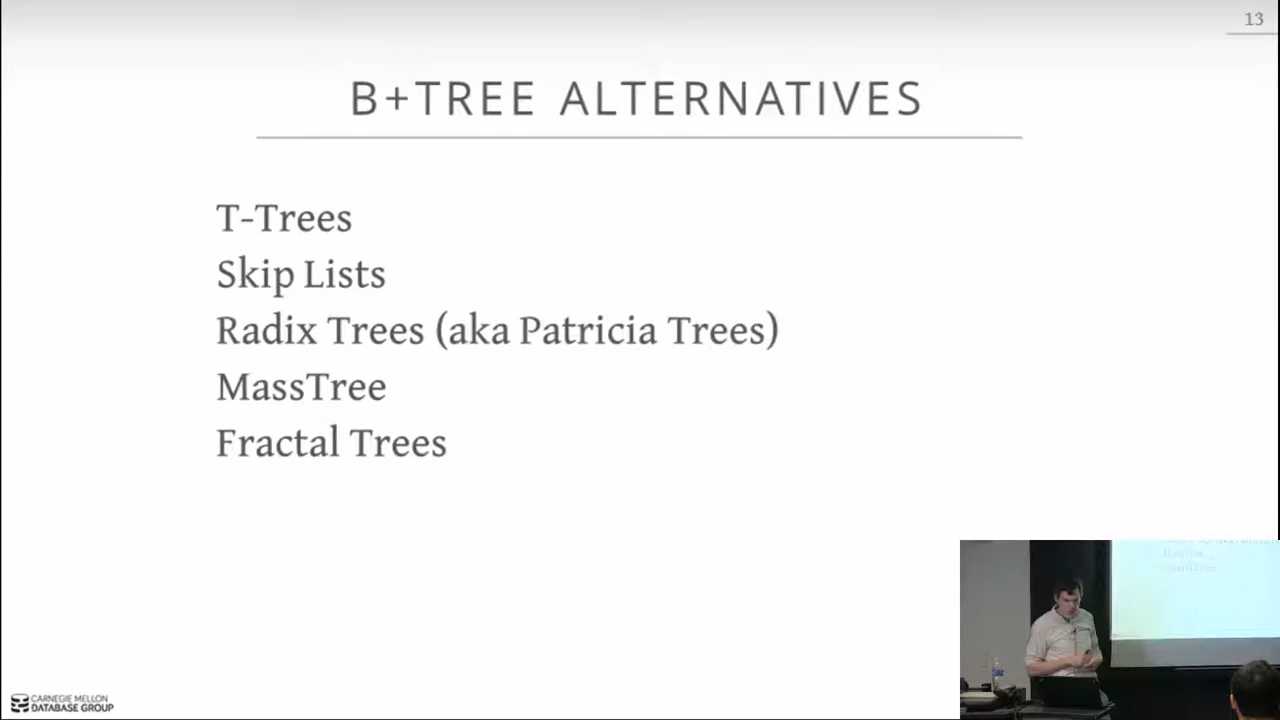 13
B+TREE ALTERNATIVES
T-Trees
Skip Lists
Radix Trees (aka Patricia Trees)
MassTree
Fractal Trees
CARNEGIE MELLON
DATABASE GROUP